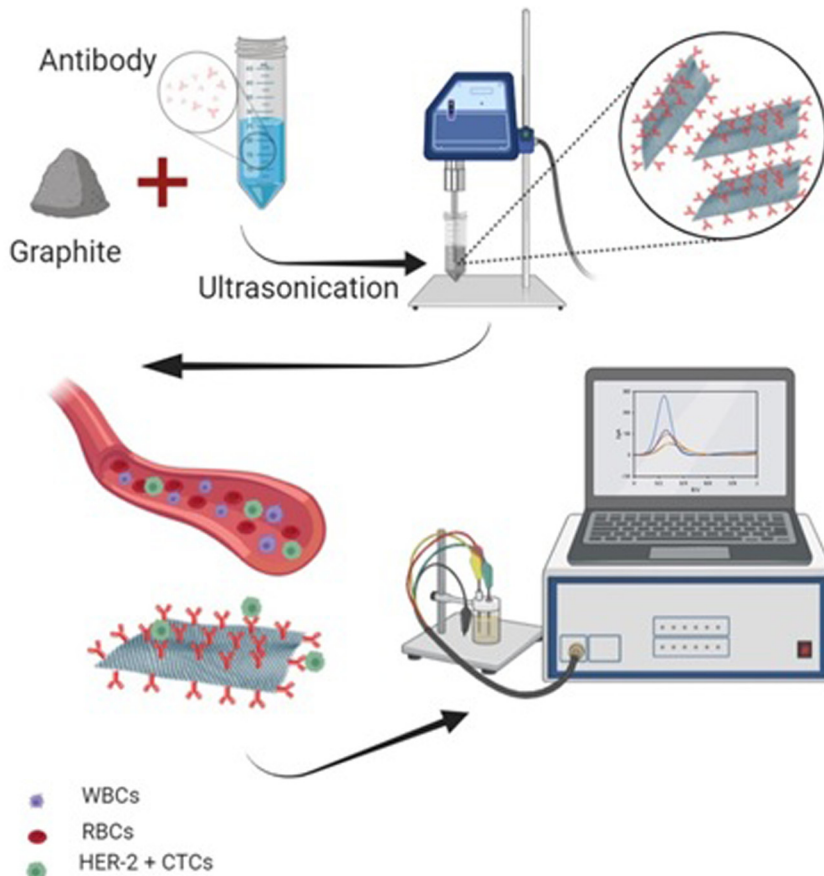 Antibody
Graphite
Ultrasonication
WBCs
RBCs
HER-2 + CTCs